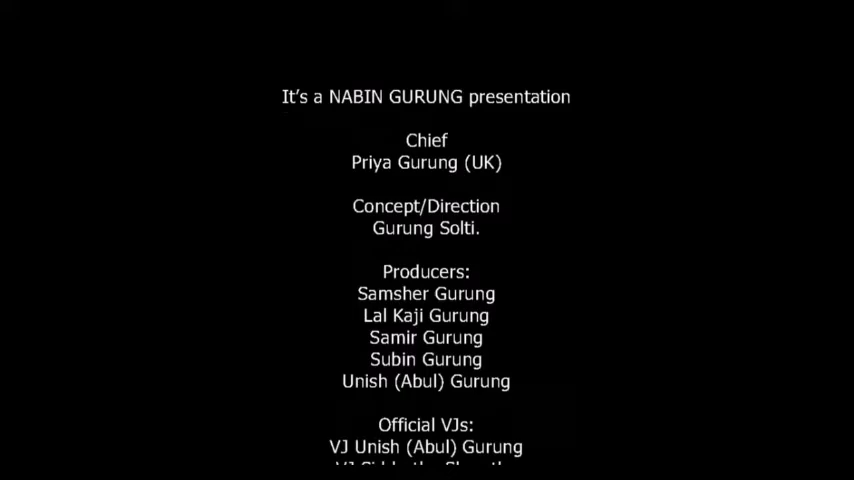 It's a NABIN GURUNG presentation
Chief
Priya Gurung (UK)
Concept/Direction
Gurung Solti.
Producers:
Samsher Gurung
Lal Kaji Gurung
Samir Gurung
Subin Gurung
Unish (Abul) Gurung
Official VJs:
VJ Unish (Abul) Gurung
VJ